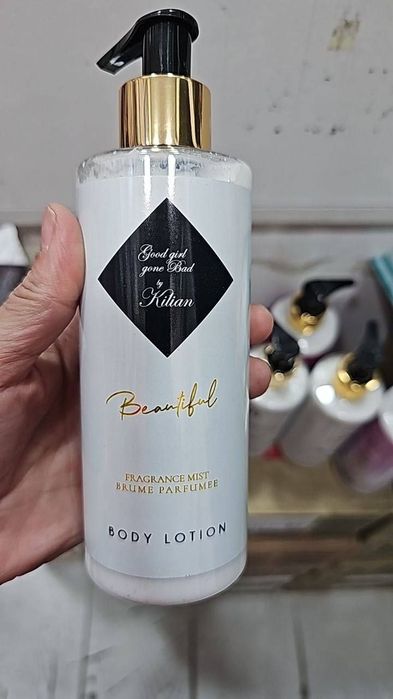 Good girl
gone Bad
by
Kilian
Beautiful
FRAGRANCE MIST
BRUME PARFUMEE
BODY LOTION